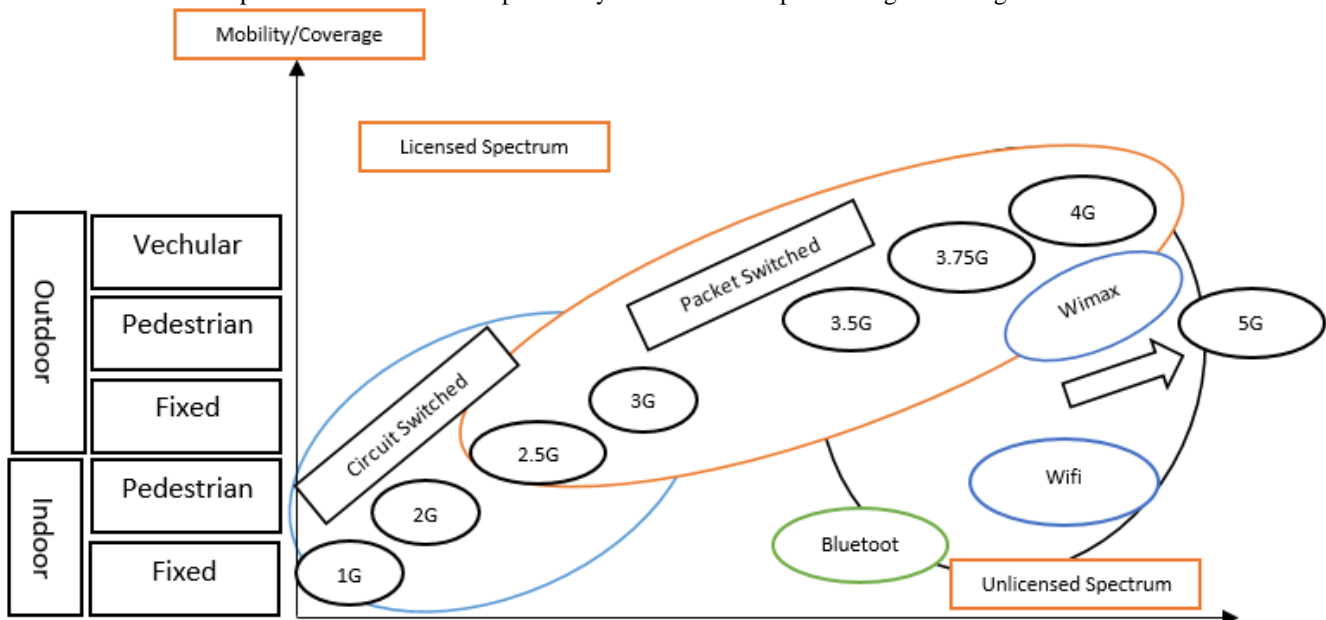 Mobility/Coverage
Licensed Spectrum
4G
Vechular
3.75G
Packet Switched
Outdoor
Wimax
Pedestrian
3.5G
5G
3G
Fixed
Circuit Switched
2.5G
Wifi
Pedestrian
2G
Indoor
Bluetoot
Fixed
1G
Unlicensed Spectrum